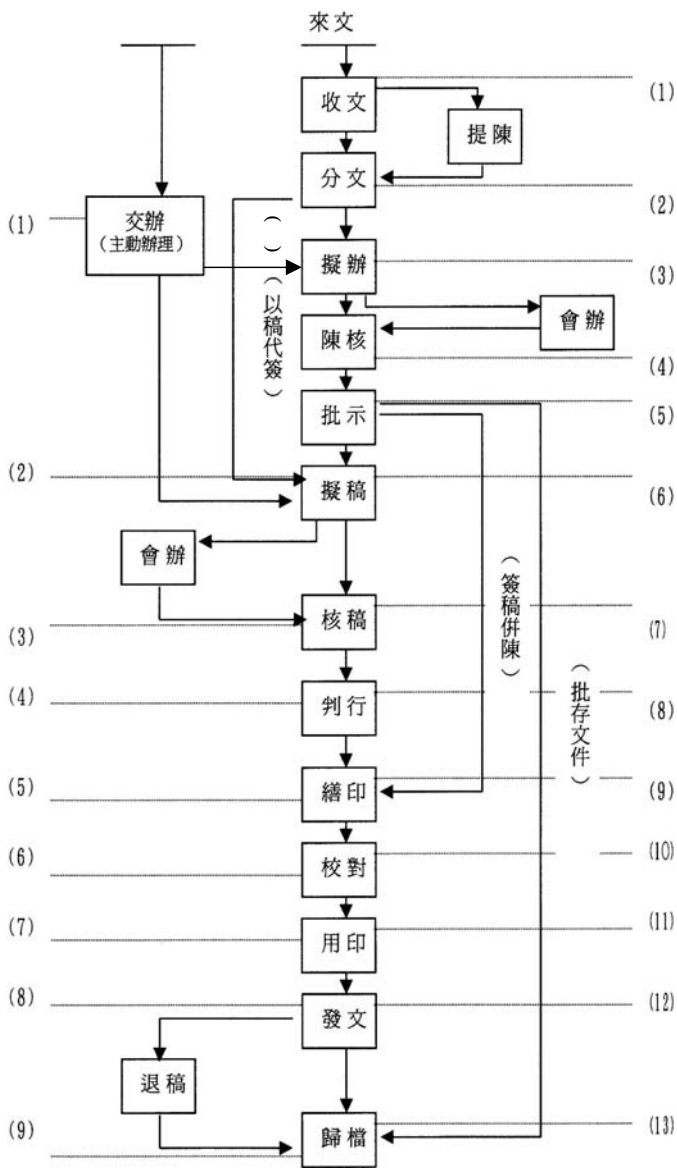 來文
收文
(1)
提陳
分文
(2)
(1)
交辦
（主動辦理）
（ ）（以稿代簽）
擬辦
(3)
會辦
陳核
(4)
批示
(5)
(2)
擬稿
(6)
會辦
（簽稿併陳）
核稿
(3)
(7)
（批存文件）
(4)
判行
(8)
(5)
繕印
(9)
(6)
校對
(10)
(7)
用印
(11)
(8)
發文
(12)
退稿
(9)
歸檔
(13)